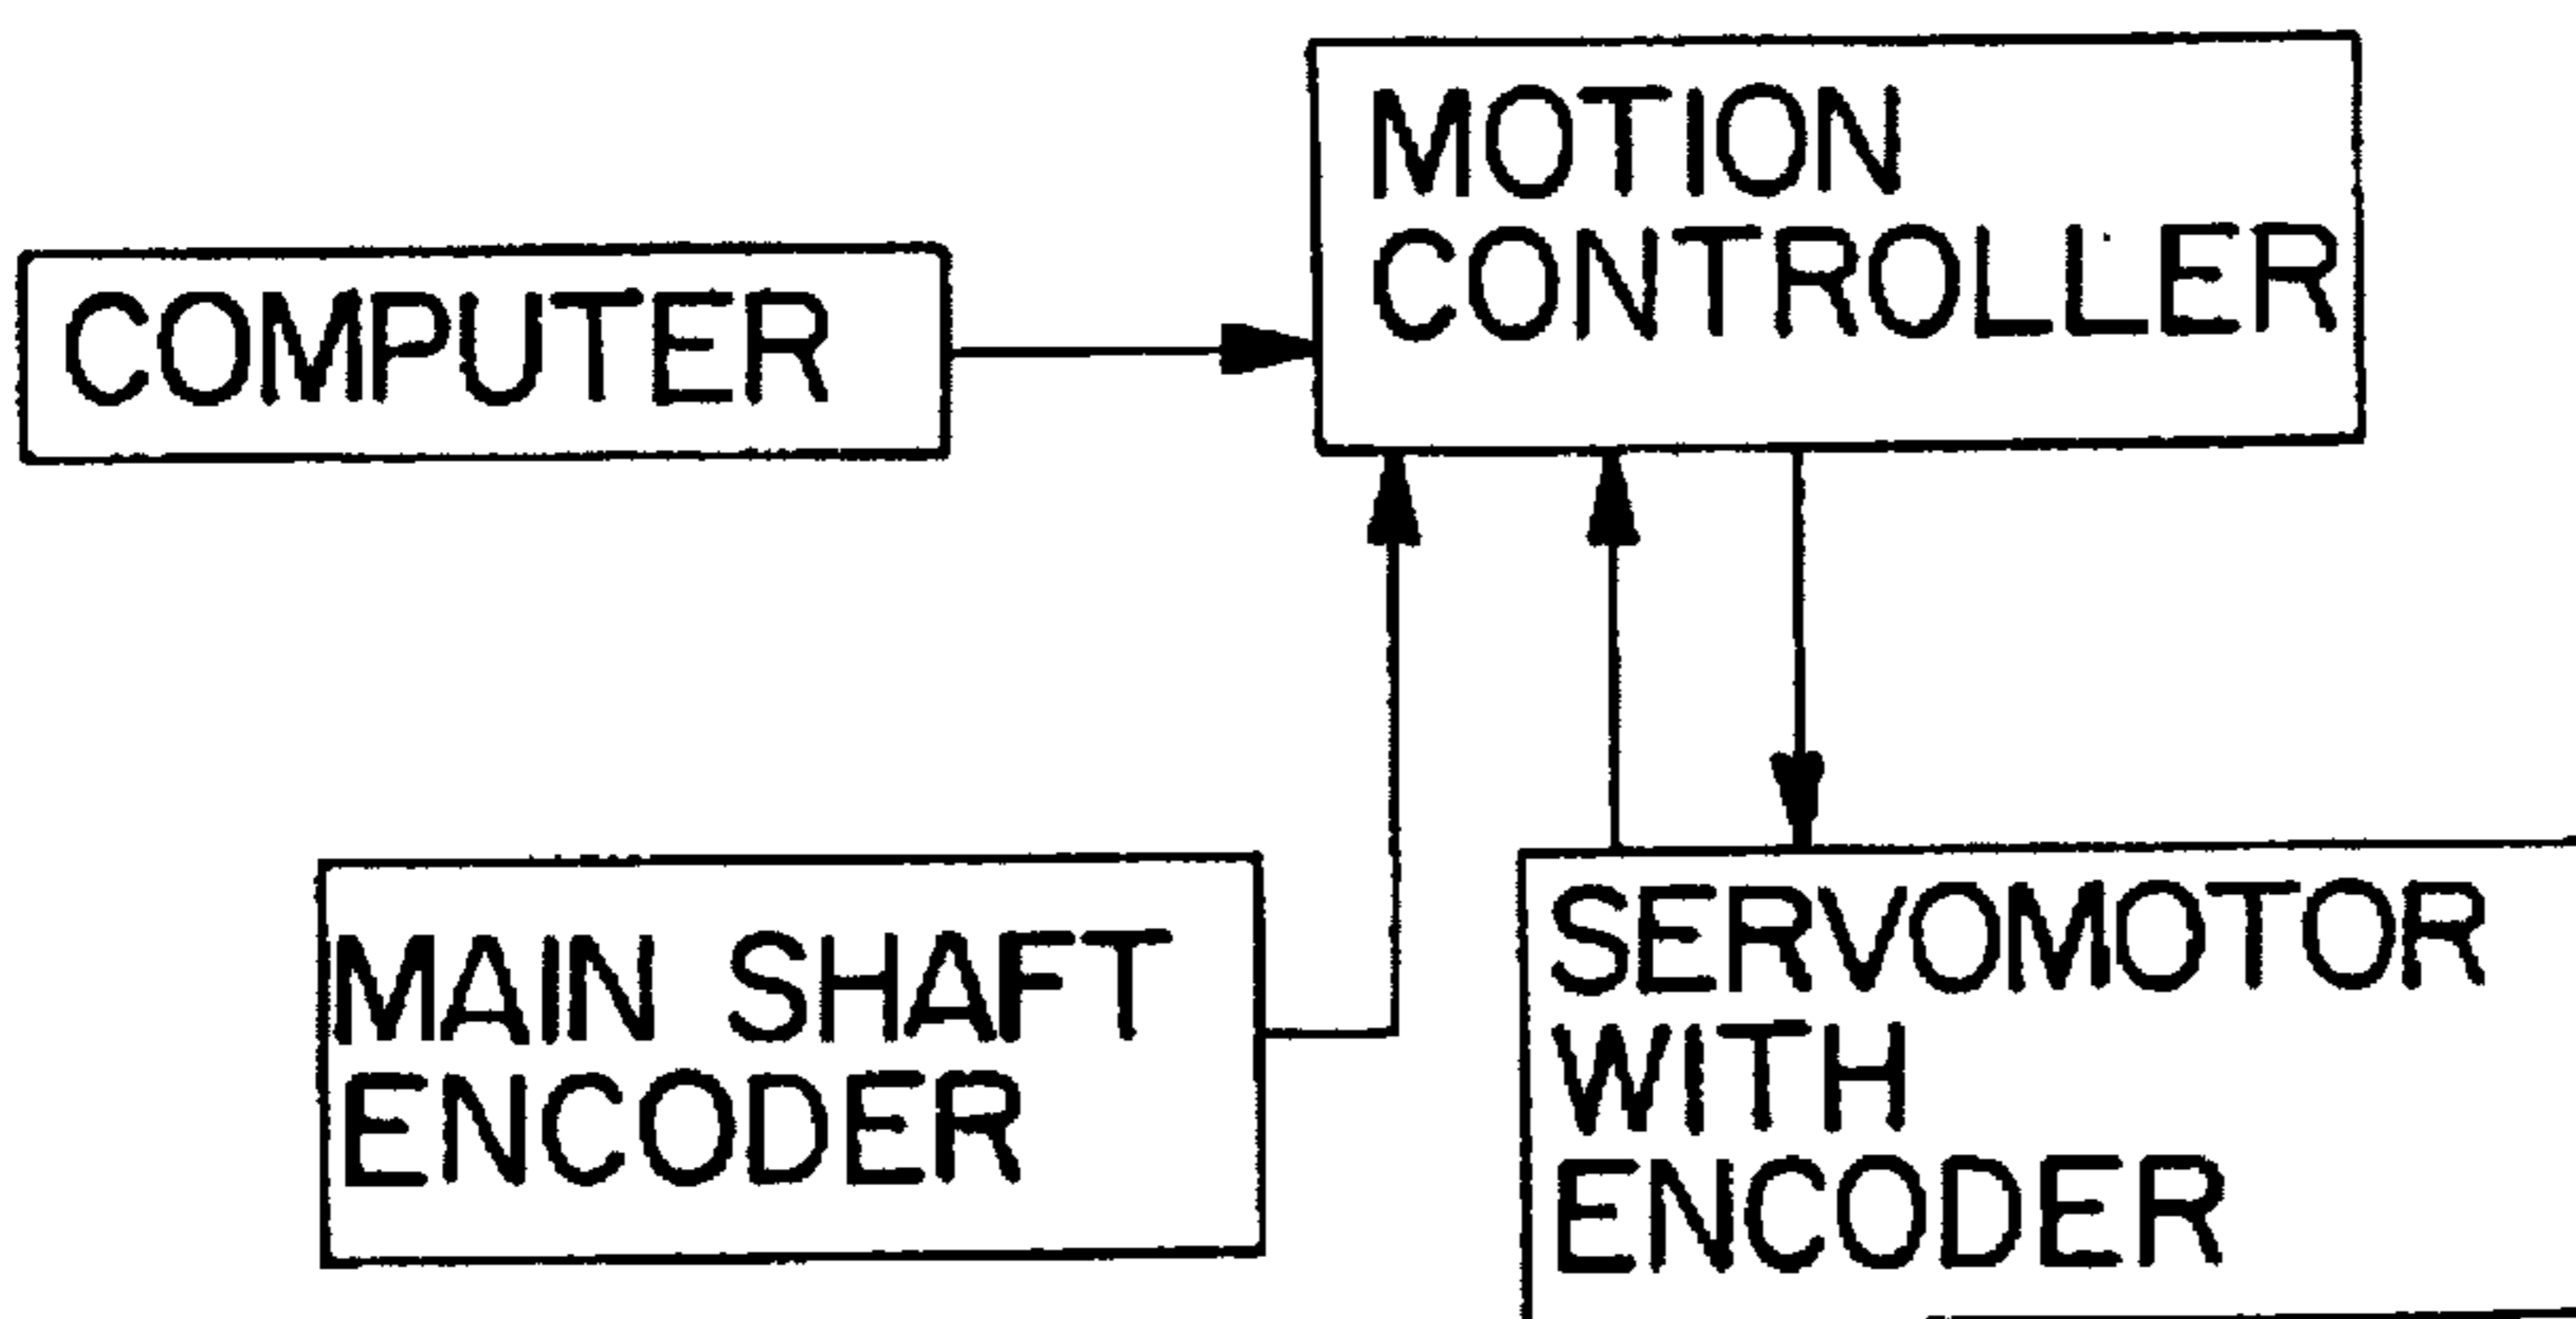 MOTION
CONTROLLER
COMPUTER
MAIN SHAFT
ENCODER
SERVOMOTOR
WITH
ENCODER